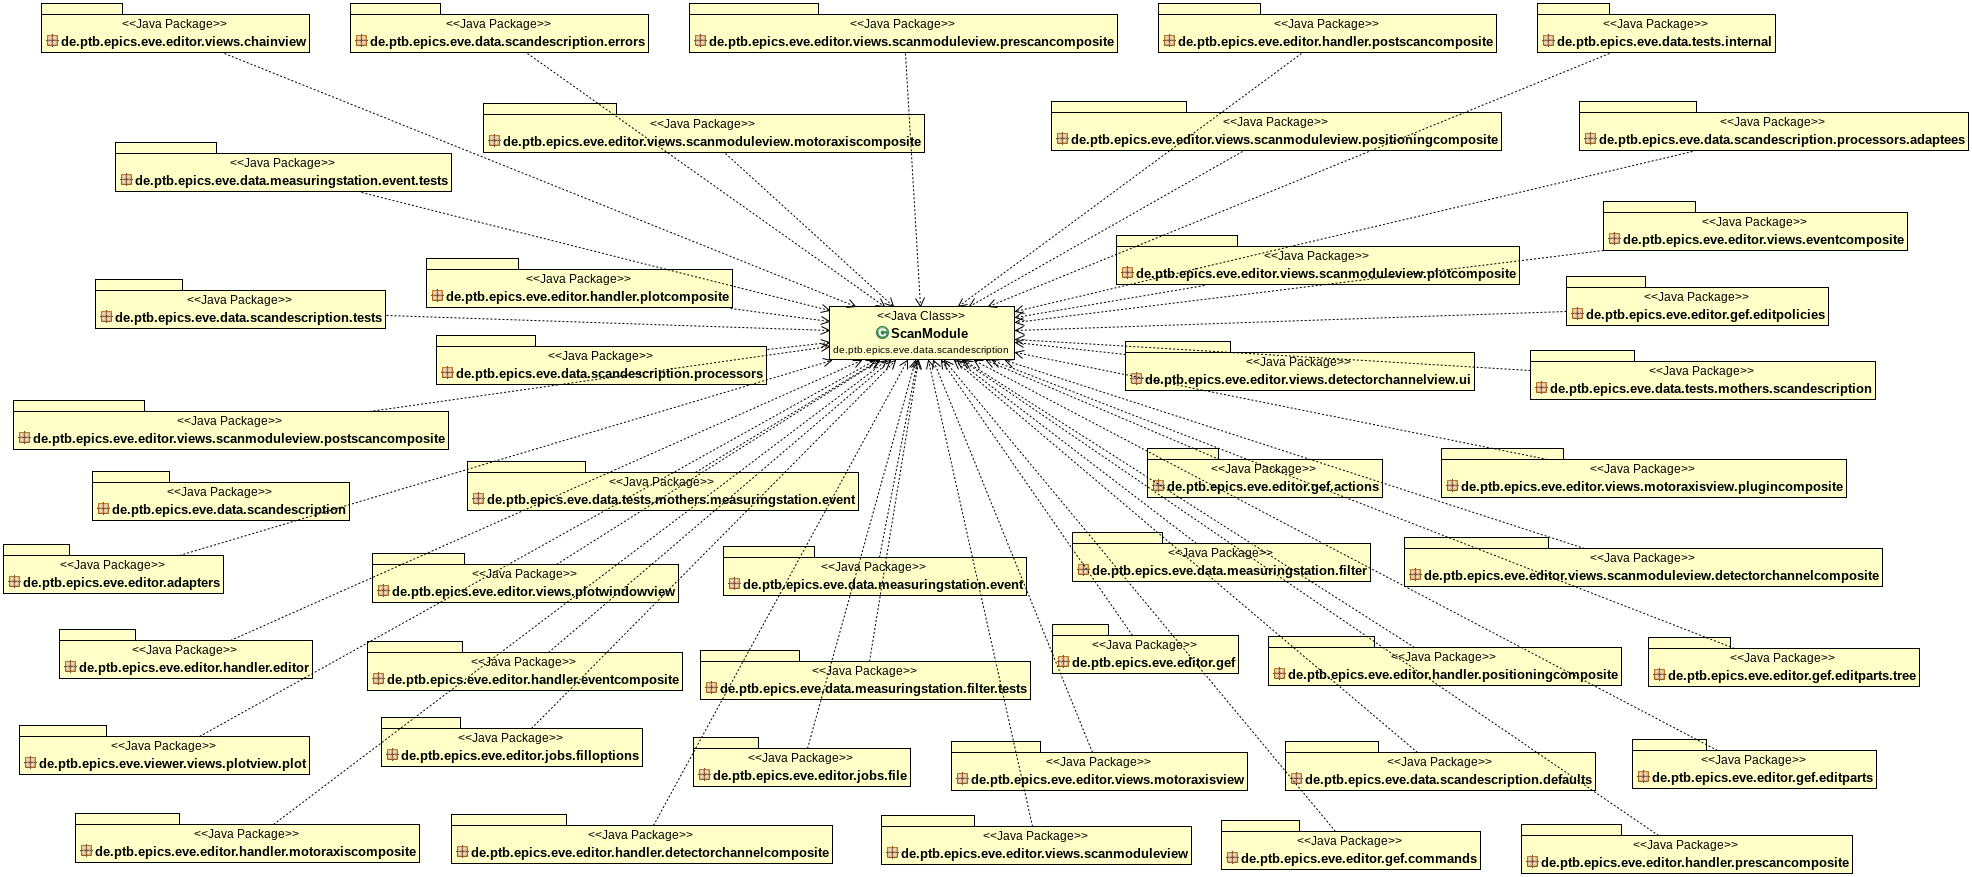 <<Java Package>>
de.ptb.epics.eve.editor.views.chainview
<<Java Package>>
de.ptb.epics.eve.data.scandescription.errors
<<Java Package>>
de.ptb.epics.eve.editor.views.scanmoduleview.prescancomposite
<<Java Package>>
de.ptb.epics.eve.editor.handler.postscancomposite
<<Java Package>>
de.ptb.epics.eve.data.tests.internal
<<Java Package>>
de.ptb.epics.eve.editor.views.scanmoduleview.motoraxiscomposite
<<Java Package>>
de.ptb.epics.eve.editor.views.scanmoduleview.positioningcomposite
<<Java Package>>
de.ptb.epics.eve.data.scandescription.processors.adaptees
<<Java Package>>
de.ptb.epics.eve.data.measuringstation.event.tests
<<Java Package>>
de.ptb.epics.eve.editor.views.eventcomposite
<<Java Package>>
de.ptb.epics.eve.editor.views.scanmoduleview.plotcomposite
<<Java Package>>
de.ptb.epics.eve.editor.handler.plotcomposite
<<Java Package>>
de.ptb.epics.eve.data.scandescription.tests
<<Java Package>>
de.ptb.epics.eve.editor.gef.editpolicies
<<Java Class>>
ScanModule
de.ptb.epics.eve.data.scandescription
<<Java Package>>
de.ptb.epics.eve.data.scandescription.processors
<<Java Package>>
de.ptb.epics.eve.editor.views.detectorchannelview.ui
<<Java Package>>
de.ptb.epics.eve.data.tests.mothers.scandescription
<<Java Package>>
de.ptb.epics.eve.editor.views.scanmoduleview.postscancomposite
<<Java Package>>
de.ptb.epics.eve.editor.gef.actions
<<Java Package>>
de.ptb.epics.eve.editor.views.motoraxisview.plugincomposite
<<Java Package>>
de.ptb.epics.eve.data.tests.mothers.measuringstation.event
<<Java Package>>
de.ptb.epics.eve.data.scandescription
<<Java Package>>
de.ptb.epics.eve.editor.adapters
<<Java Package>>
de.ptb.epics.eve.editor.views.plotwindowview
<<Java Package>>
de.ptb.epics.eve.data.measuringstation.event
<<Java Package>>
de.ptb.epics.eve.data.measuringstation.filter
<<Java Package>>
de.ptb.epics.eve.editor.views.scanmoduleview.detectorchannelcomposite
<<Java Package>>
de.ptb.epics.eve.editor.handler.editor
<<Java Package>>
de.ptb.epics.eve.editor.handler.eventcomposite
<<Java Package>>
de.ptb.epics.eve.data.measuringstation.filter.tests
<<Java Package>>
de.ptb.epics.eve.editor.gef
<<Java Package>>
de.ptb.epics.eve.editor.handler.positioningcomposite
<<Java Package>>
de.ptb.epics.eve.editor.gef.editparts.tree
<<Java Package>>
de.ptb.epics.eve.viewer.views.plotview.plot
<<Java Package>>
de.ptb.epics.eve.editor.jobs.filloptions
<<Java Package>>
de.ptb.epics.eve.editor.jobs.file
<<Java Package>>
de.ptb.epics.eve.editor.views.motoraxisview
<<Java Package>>
de.ptb.epics.eve.data.scandescription.defaults
<<Java Package>>
de.ptb.epics.eve.editor.gef.editparts
<<Java Package>>
de.ptb.epics.eve.editor.handler.motoraxiscomposite
<<Java Package>>
de.ptb.epics.eve.editor.handler.detectorchannelcomposite
<<Java Package>>
de.ptb.epics.eve.editor.views.scanmoduleview
<<Java Package>>
de.ptb.epics.eve.editor.gef.commands
<<Java Package>>
de.ptb.epics.eve.editor.handler.prescancomposite